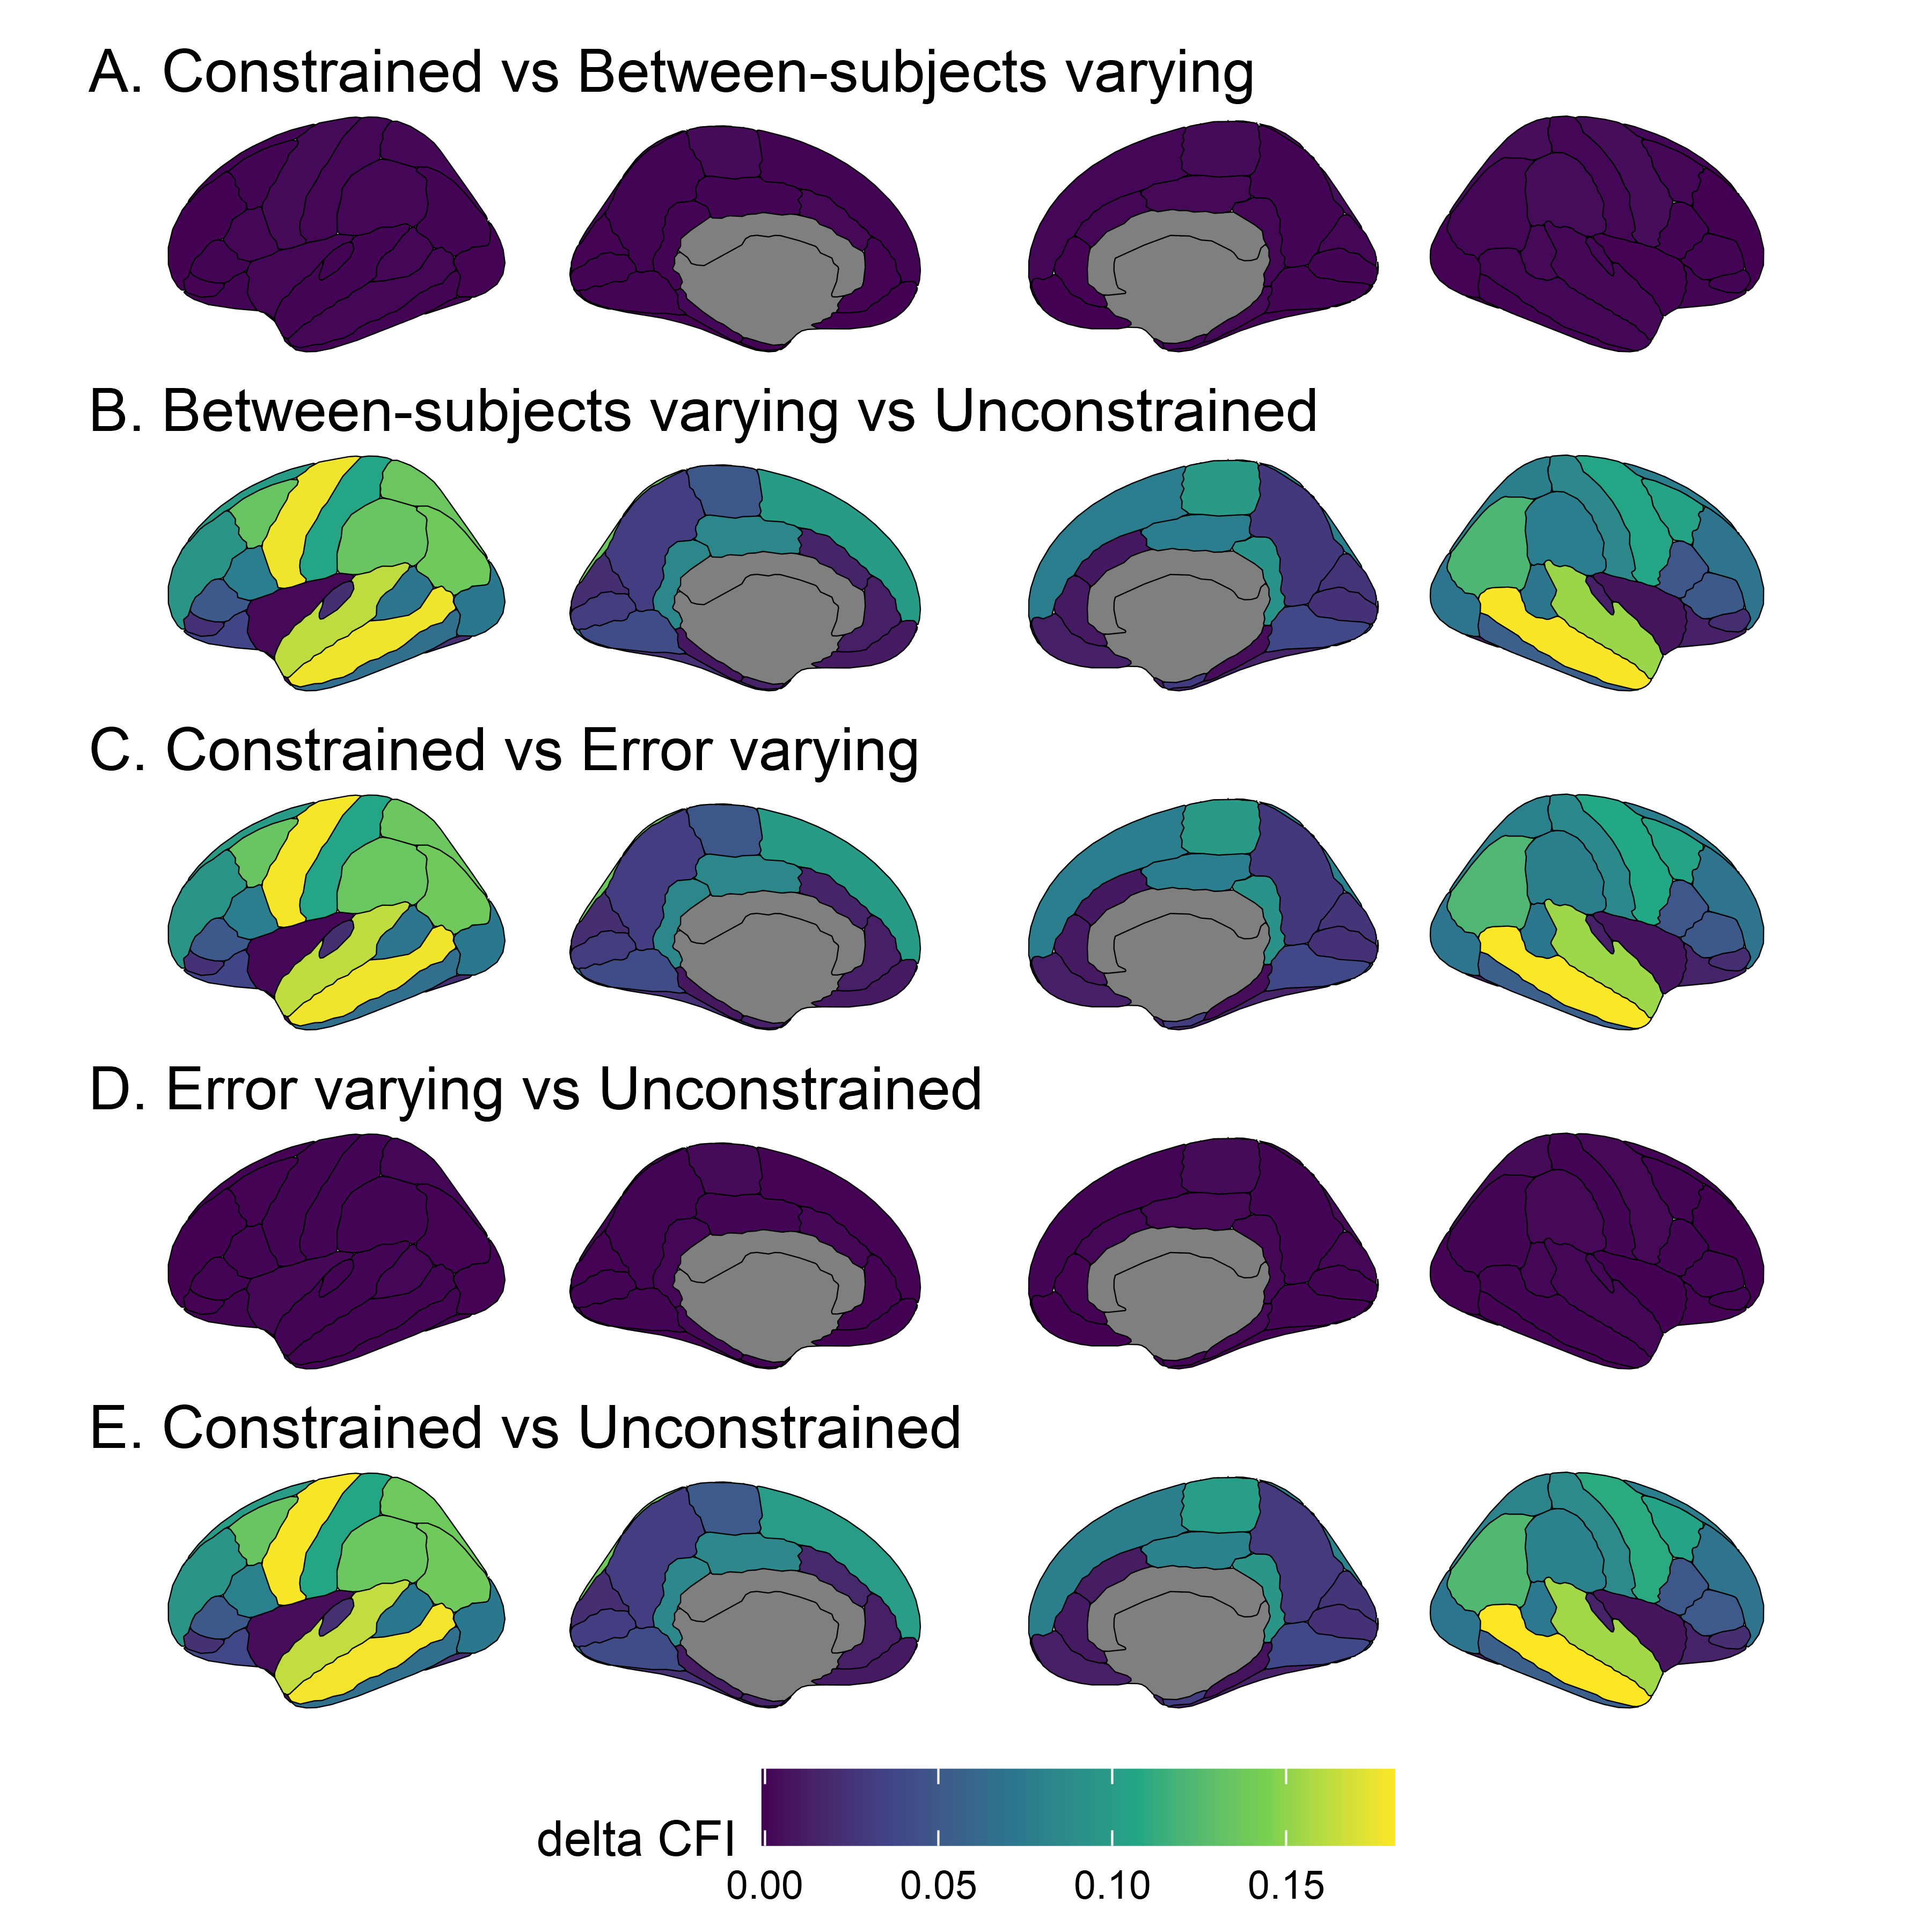 A. Constrained vs Between-subjects varying
B. Between-subjects varying vs Unconstrained
C. Constrained vs Error varying
D. Error varying vs Unconstrained
E. Constrained vs Unconstrained
delta CFI
0.00 0.05 0.10 0.15